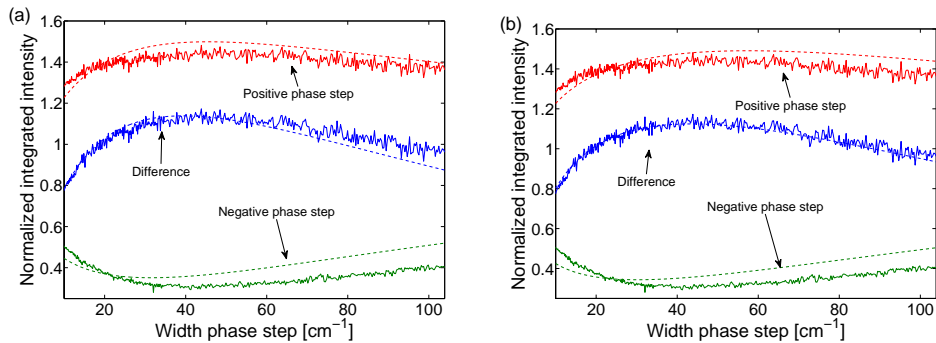 (a)
Normalized integrated intensity
1.6
1.4
1.2
1
0.8
0.6
0.4
Positive phase step
Difference
Negative phase step
20 40 60 80 100
Width phase step [cm⁻¹]
(b)
Normalized integrated intensity
1.6
1.4
1.2
1
0.8
0.6
0.4
Positive phase step
Difference
Negative phase step
20 40 60 80 100
Width phase step [cm⁻¹]